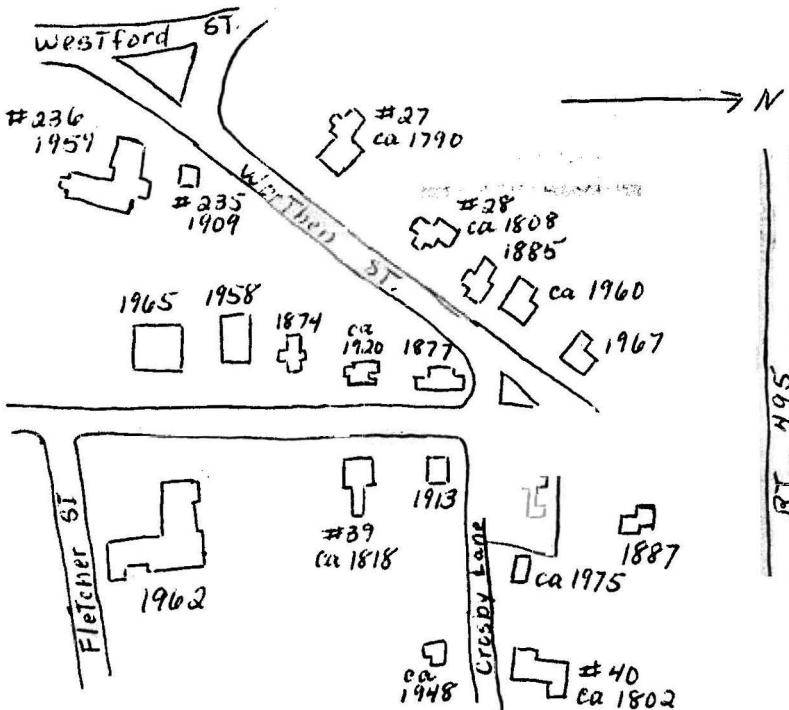 Westford ST.
N
#236
1959
#27
ca 1790
#235
1909
Worthen ST.
#28
ca 1808
1885
ca 1960
1967
1965
1958
1874
ca
1920
1877
RT 495
Fletcher ST
1962
#39
ca 1818
1913
Crosby Lane
1887
ca 1975
ca
1948
#40
ca 1802